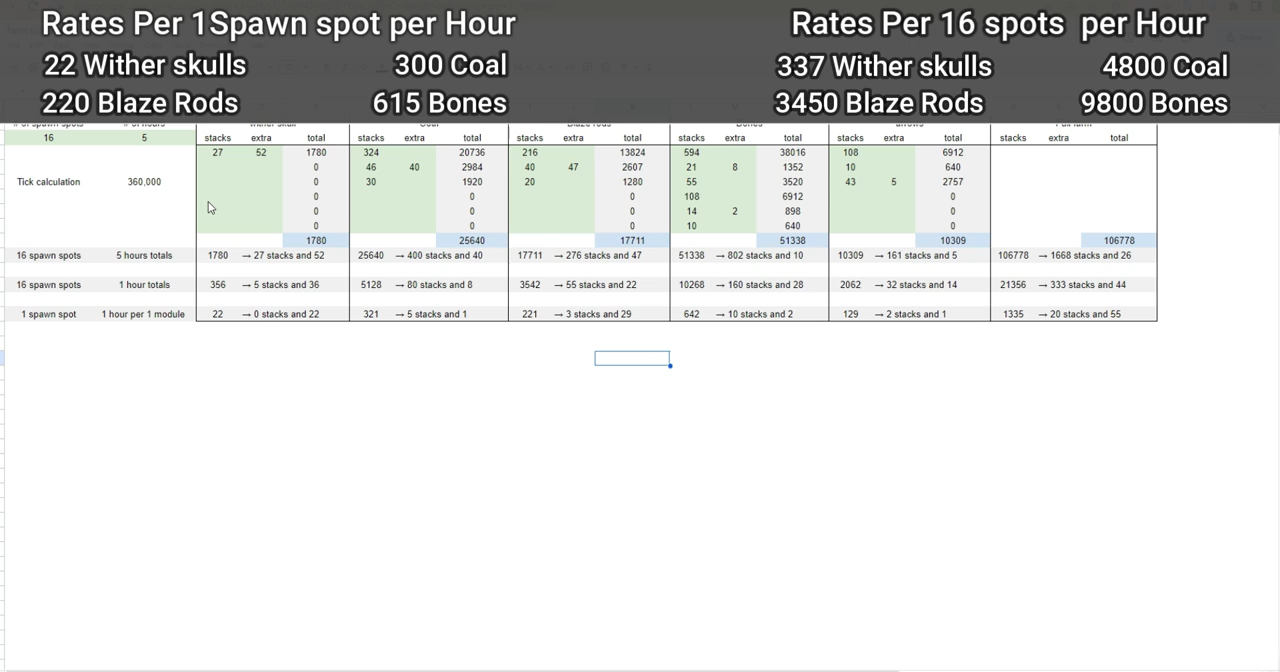 Rates Per 1Spawn spot per Hour
22 Wither skulls 300 Coal
220 Blaze Rods 615 Bones
Rates Per 16 spots per Hour
337 Wither skulls 4800 Coal
3450 Blaze Rods 9800 Bones
16 5 stacks extra total stacks extra total stacks extra total stacks extra total stacks extra total stacks extra total
27 52 1780 324 20736 216 13824 594 38016 108 6912
0 46 40 2984 40 47 2607 21 8 1352 10 640
Tick calculation 360,000 0 30 1920 20 1280 55 3520 43 5 2757
0 0 0 108 6912 0
0 0 0 14 2 898 0
0 0 0 10 640 0
1780 25640 17711 51338 10309 106778
16 spawn spots 5 hours totals 1780 → 27 stacks and 52 25640 → 400 stacks and 40 17711 → 276 stacks and 47 51338 → 802 stacks and 10 10309 → 161 stacks and 5 106778 → 1668 stacks and 26
16 spawn spots 1 hour totals 356 → 5 stacks and 36 5128 → 80 stacks and 8 3542 → 55 stacks and 22 10268 → 160 stacks and 28 2062 → 32 stacks and 14 21356 → 333 stacks and 44
1 spawn spot 1 hour per 1 module 22 → 0 stacks and 22 321 → 5 stacks and 1 221 → 3 stacks and 29 642 → 10 stacks and 2 129 → 2 stacks and 1 1335 → 20 stacks and 55